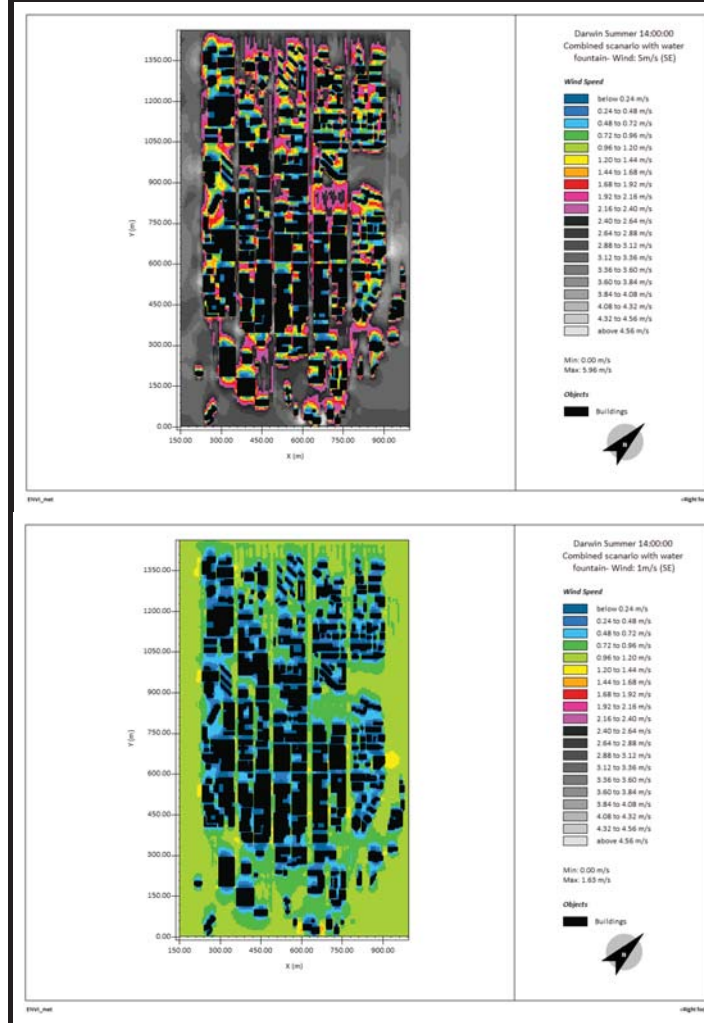 Darwin Summer 14:00:00
Combined scanario with water
fountain- Wind: 5m/s (SE)
Wind Speed
below 0.24 m/s
0.24 to 0.48 m/s
0.48 to 0.72 m/s
0.72 to 0.96 m/s
0.96 to 1.20 m/s
1.20 to 1.44 m/s
1.44 to 1.68 m/s
1.68 to 1.92 m/s
1.92 to 2.16 m/s
2.16 to 2.40 m/s
2.40 to 2.64 m/s
2.64 to 2.88 m/s
2.88 to 3.12 m/s
3.12 to 3.36 m/s
3.36 to 3.60 m/s
3.60 to 3.84 m/s
3.84 to 4.08 m/s
4.08 to 4.32 m/s
4.32 to 4.56 m/s
above 4.56 m/s
Min: 0.00 m/s
Max: 5.96 m/s
Objects
Buildings
N
Y (m)
1350.00
1200.00
1050.00
900.00
750.00
600.00
450.00
300.00
150.00
0.00
150.00 300.00 450.00 600.00 750.00 900.00
X (m)
ENVI_met
<Right foo
Darwin Summer 14:00:00
Combined scanario with water
fountain- Wind: 1m/s (SE)
Wind Speed
below 0.24 m/s
0.24 to 0.48 m/s
0.48 to 0.72 m/s
0.72 to 0.96 m/s
0.96 to 1.20 m/s
1.20 to 1.44 m/s
1.44 to 1.68 m/s
1.68 to 1.92 m/s
1.92 to 2.16 m/s
2.16 to 2.40 m/s
2.40 to 2.64 m/s
2.64 to 2.88 m/s
2.88 to 3.12 m/s
3.12 to 3.36 m/s
3.36 to 3.60 m/s
3.60 to 3.84 m/s
3.84 to 4.08 m/s
4.08 to 4.32 m/s
4.32 to 4.56 m/s
above 4.56 m/s
Min: 0.00 m/s
Max: 1.63 m/s
Objects
Buildings
N
Y (m)
1350.00
1200.00
1050.00
900.00
750.00
600.00
450.00
300.00
150.00
0.00
150.00 300.00 450.00 600.00 750.00 900.00
X (m)
ENVI_met
<Right foo